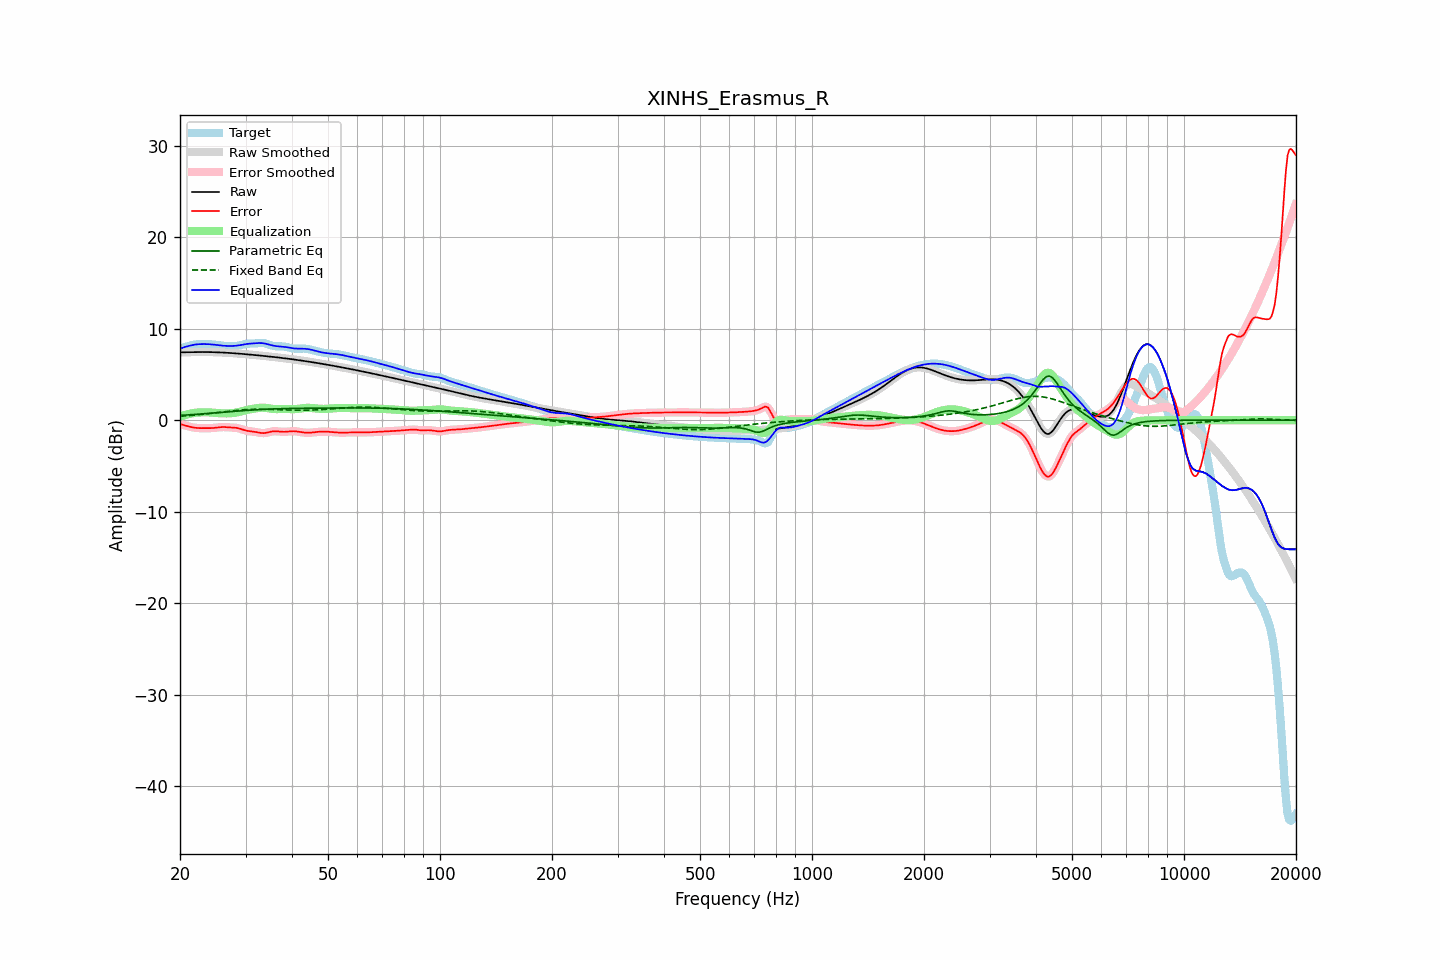 XINHS_Erasmus_R
Target
Raw Smoothed
Error Smoothed
Raw
Error
Equalization
Parametric Eq
Fixed Band Eq
Equalized
Amplitude (dBr)
30
20
10
0
−10
−20
−30
−40
20 50 100 200 500 1000 2000 5000 10000 20000
Frequency (Hz)